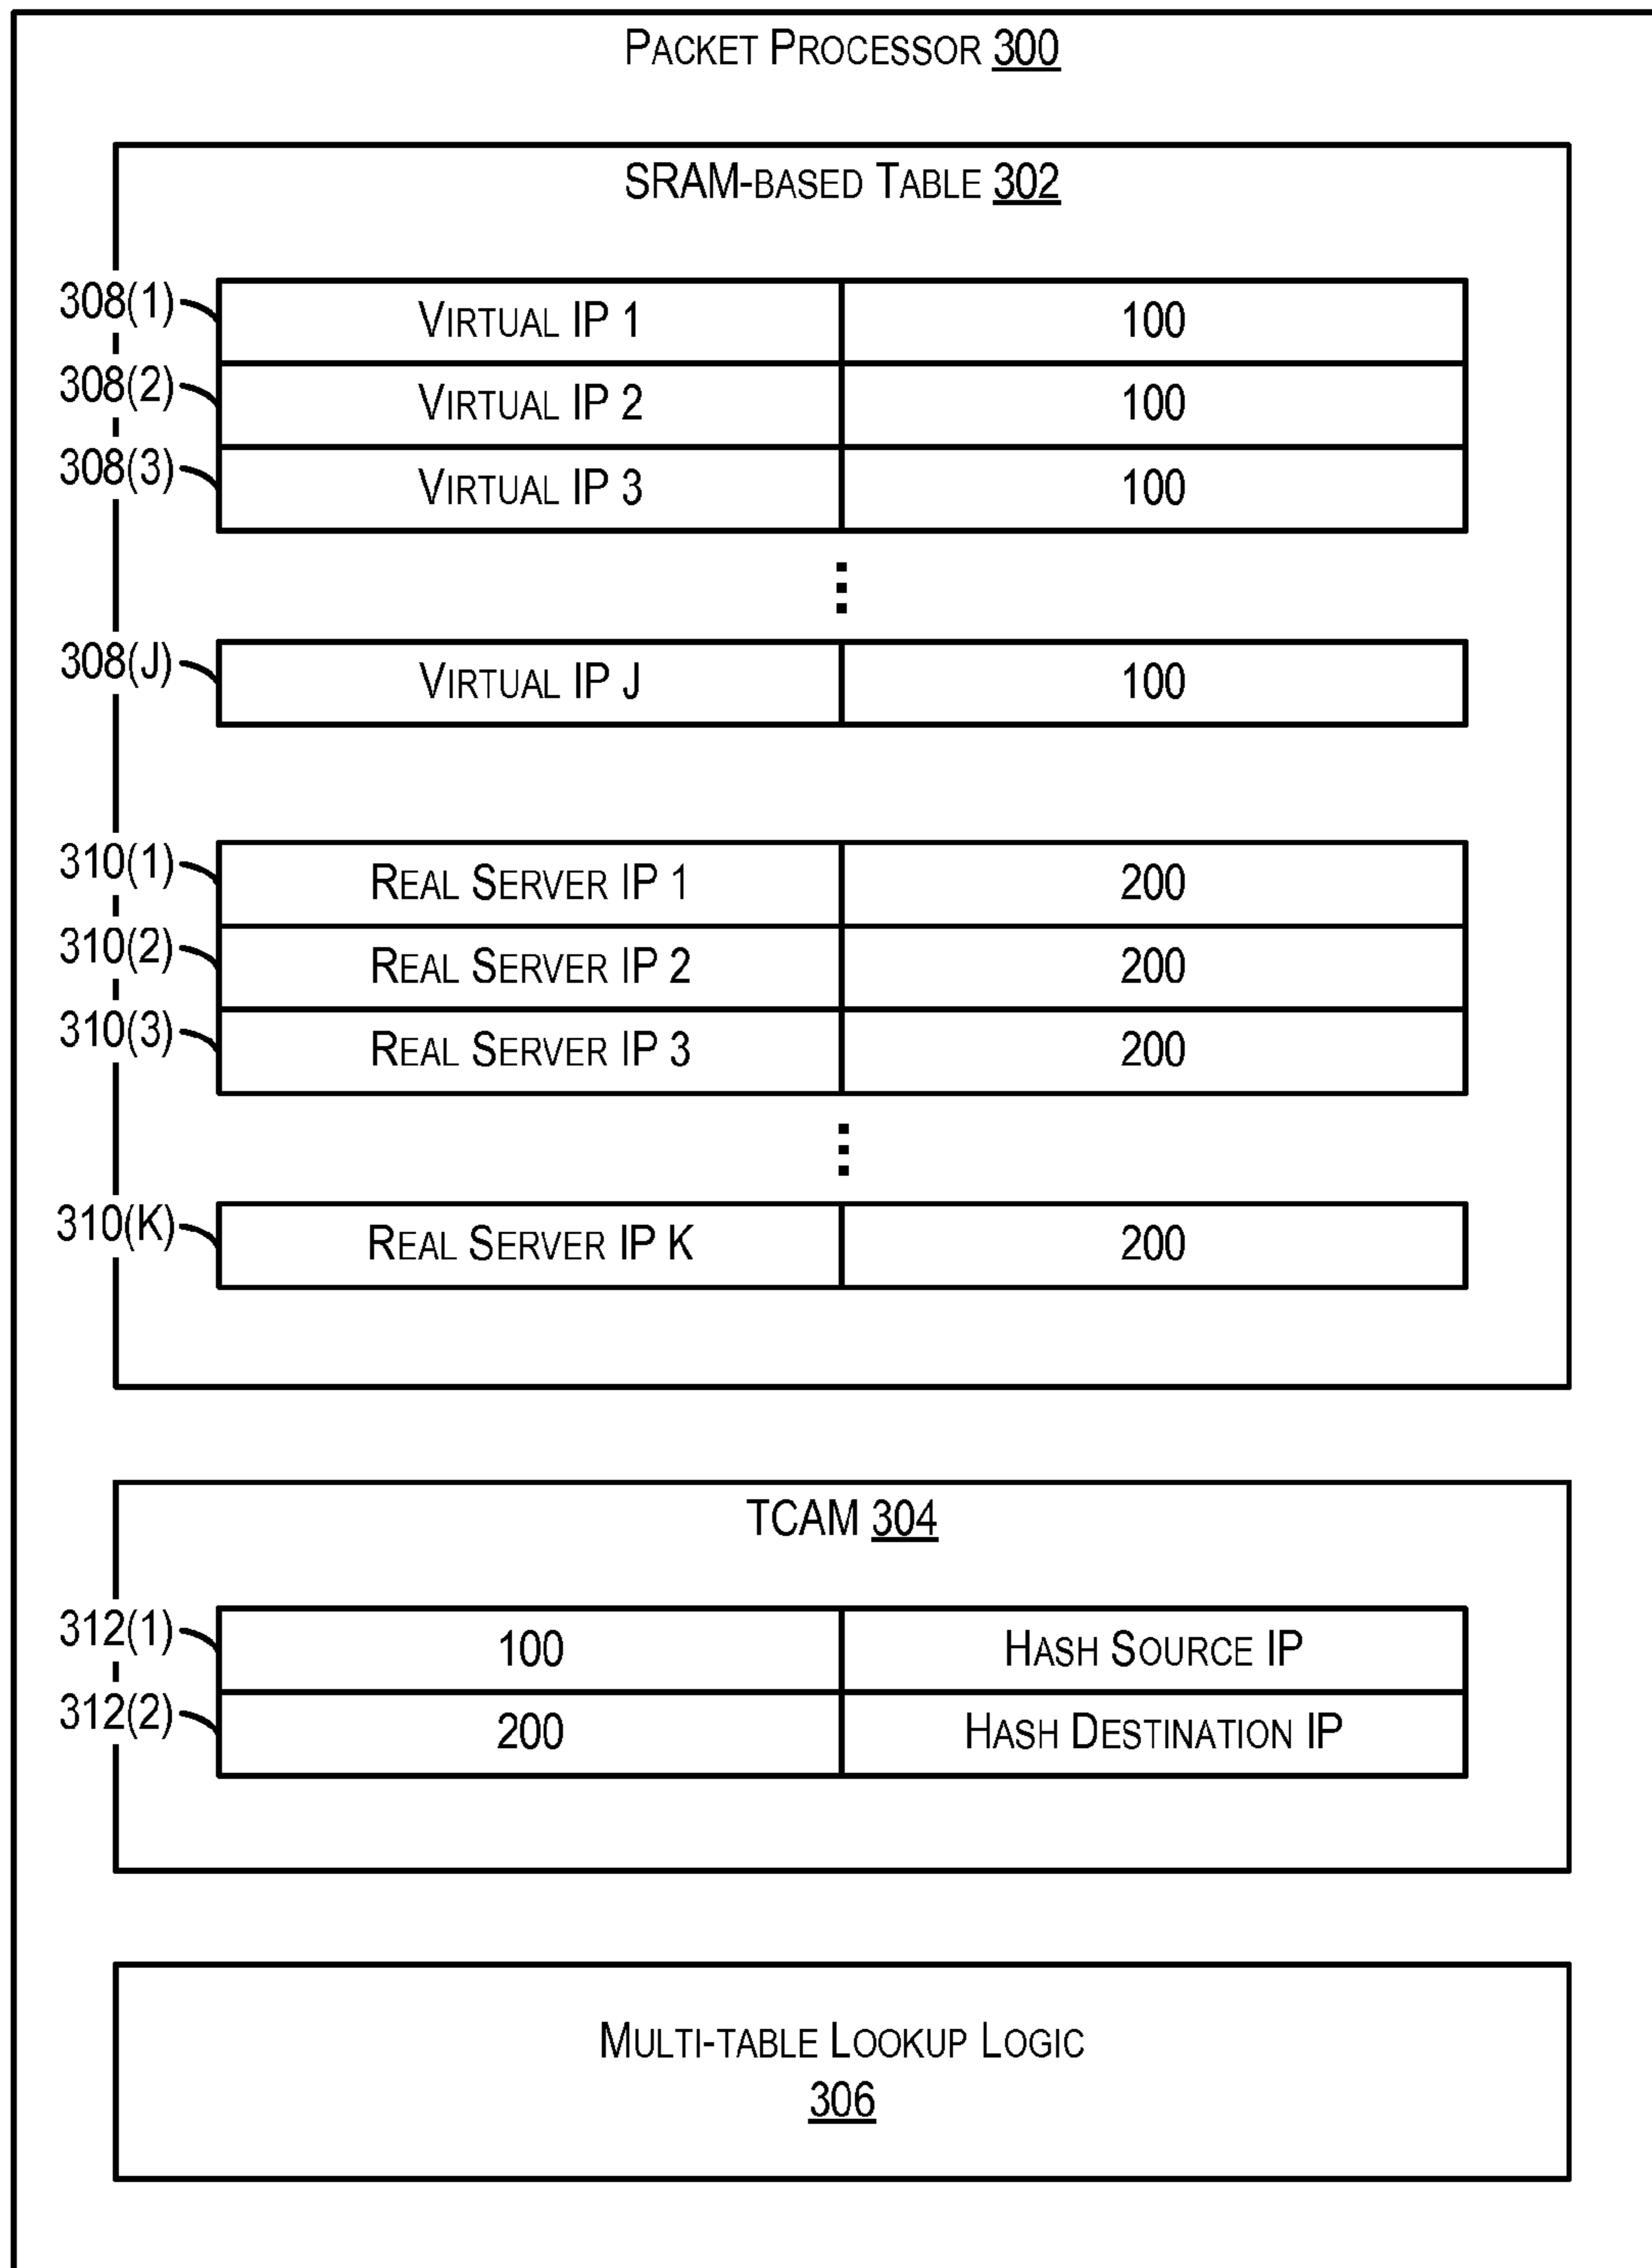 PACKET PROCESSOR 300
SRAM-BASED TABLE 302
308(1) VIRTUAL IP 1 100
308(2) VIRTUAL IP 2 100
308(3) VIRTUAL IP 3 100
308(J) VIRTUAL IP J 100
310(1) REAL SERVER IP 1 200
310(2) REAL SERVER IP 2 200
310(3) REAL SERVER IP 3 200
310(K) REAL SERVER IP K 200
TCAM 304
312(1) 100 HASH SOURCE IP
312(2) 200 HASH DESTINATION IP
MULTI-TABLE LOOKUP LOGIC
306